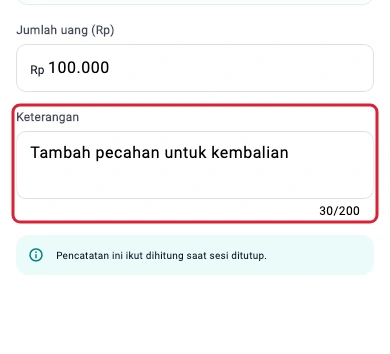 Jumlah uang (Rp)
Rp 100.000
Keterangan
Tambah pecahan untuk kembalian
30/200
Pencatatan ini ikut dihitung saat sesi ditutup.